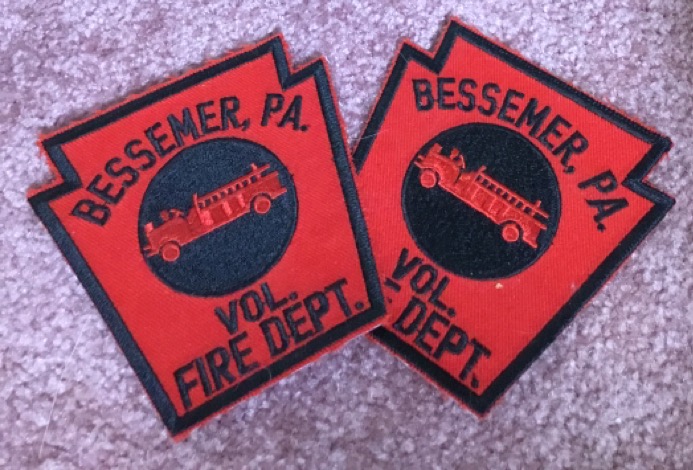 BESSEMER, PA.
VOL.
FIRE DEPT.
BESSEMER, PA.
VOL.
DEPT.